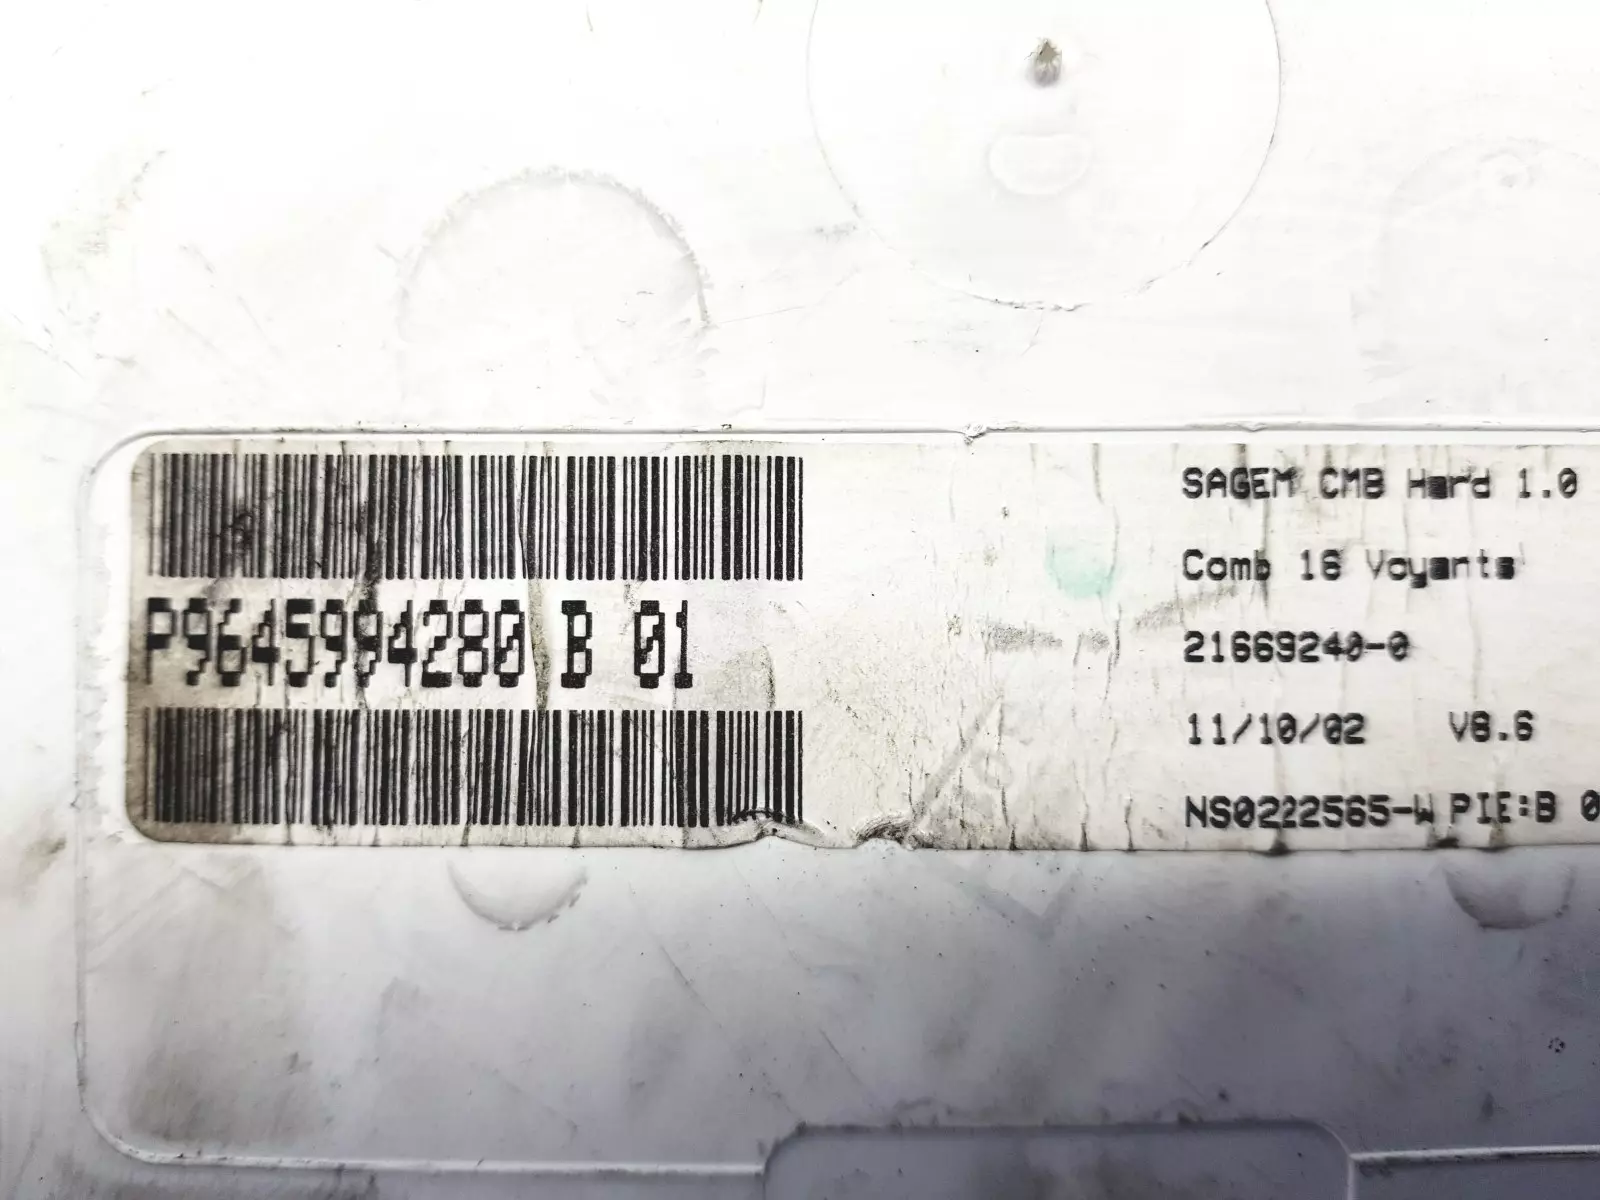 P9645994280 B 01
SAGEM CMB Hard 1.0
Comb 16 Voyants
21669240-0
11/10/02 V8.6
NS0222565-W PIE:B 0